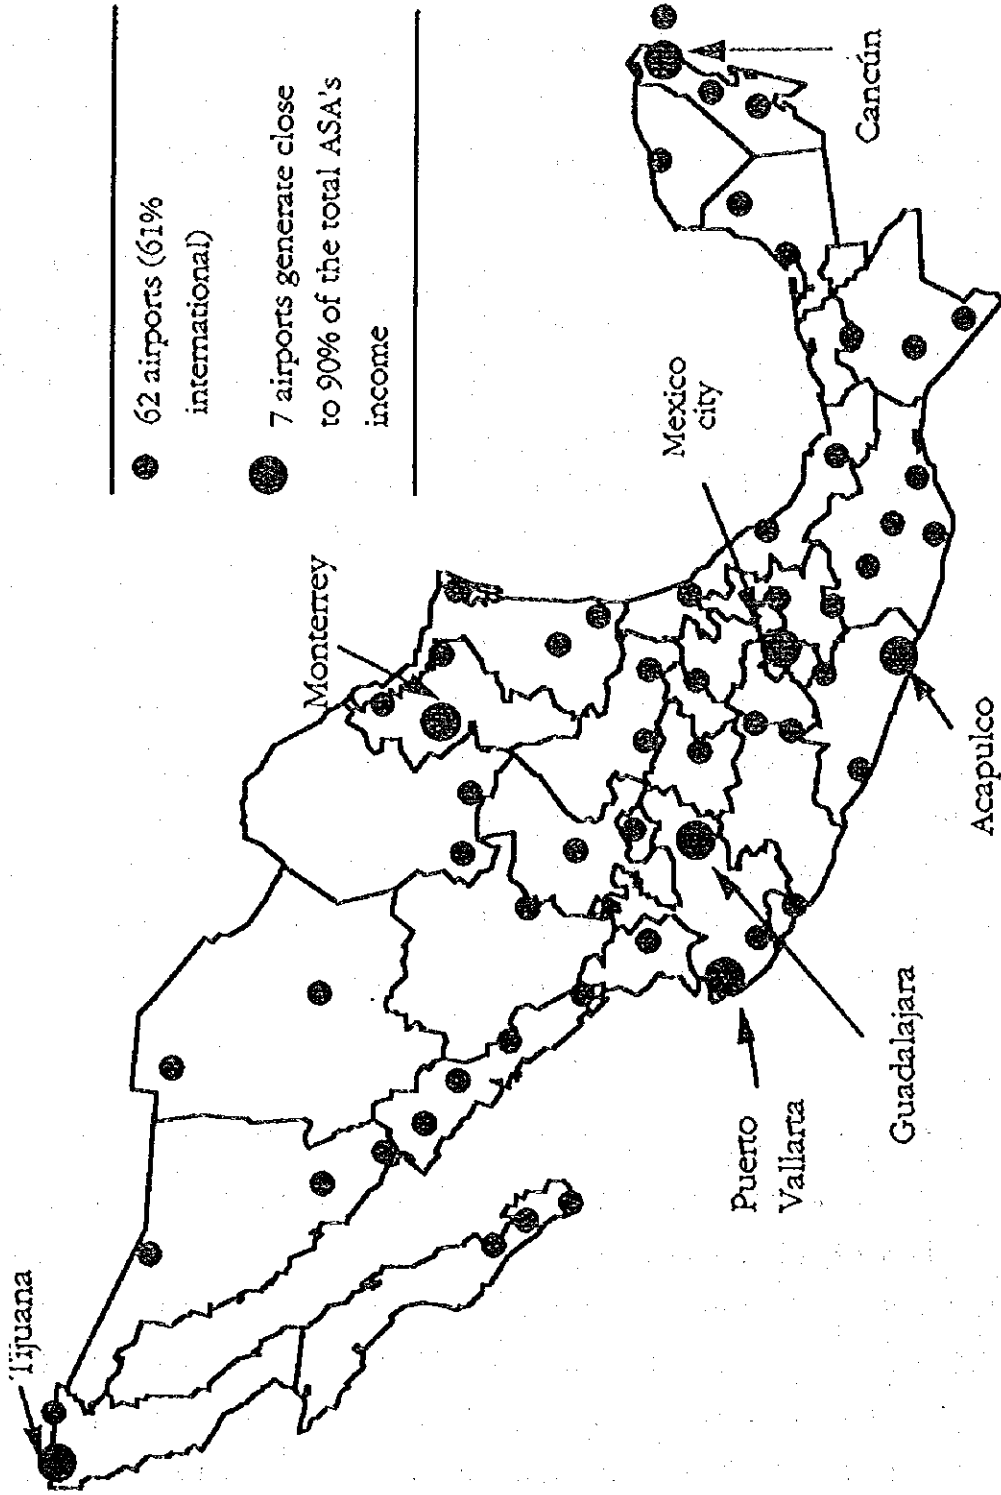 Tijuana
Monterrey
62 airports (61%
international)
7 airports generate close
to 90% of the total ASA's
income
Mexico
city
Cancún
Puerto
Vallarta
Guadalajara
Acapulco